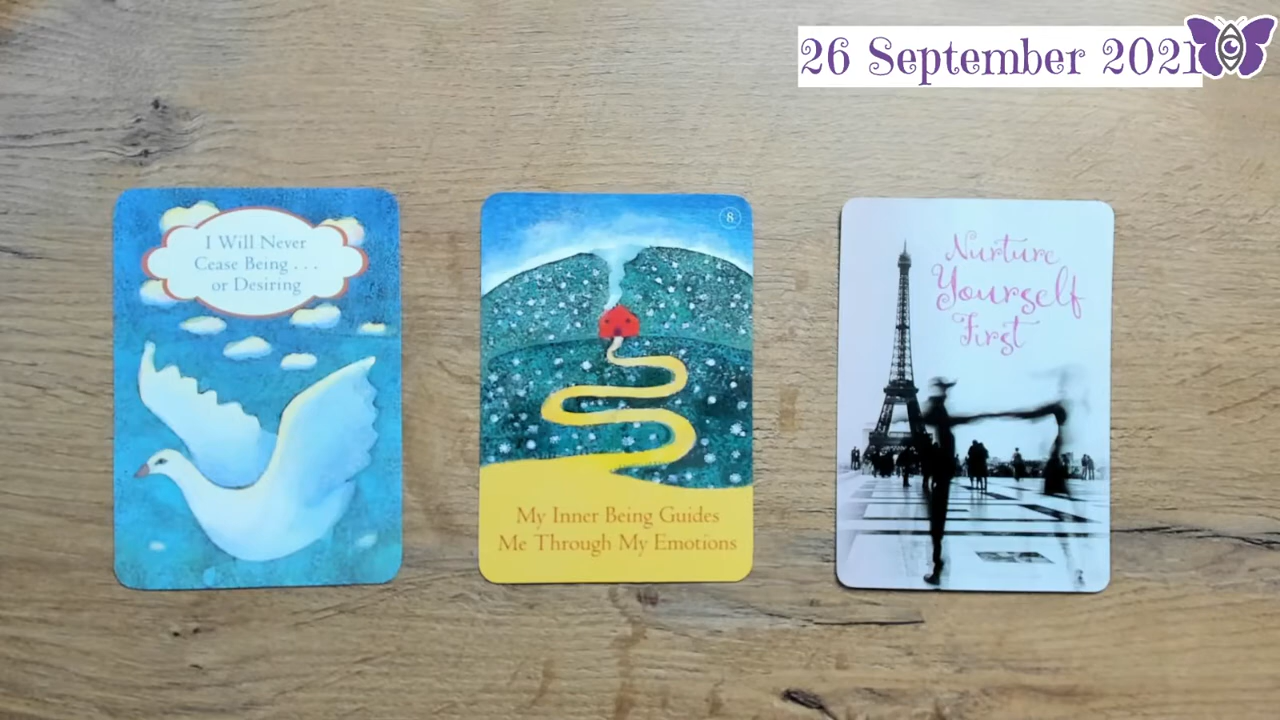 26 September 2021
I Will Never
Cease Being . . .
or Desiring
8
My Inner Being Guides
Me Through My Emotions
Nurture
Yourself
First